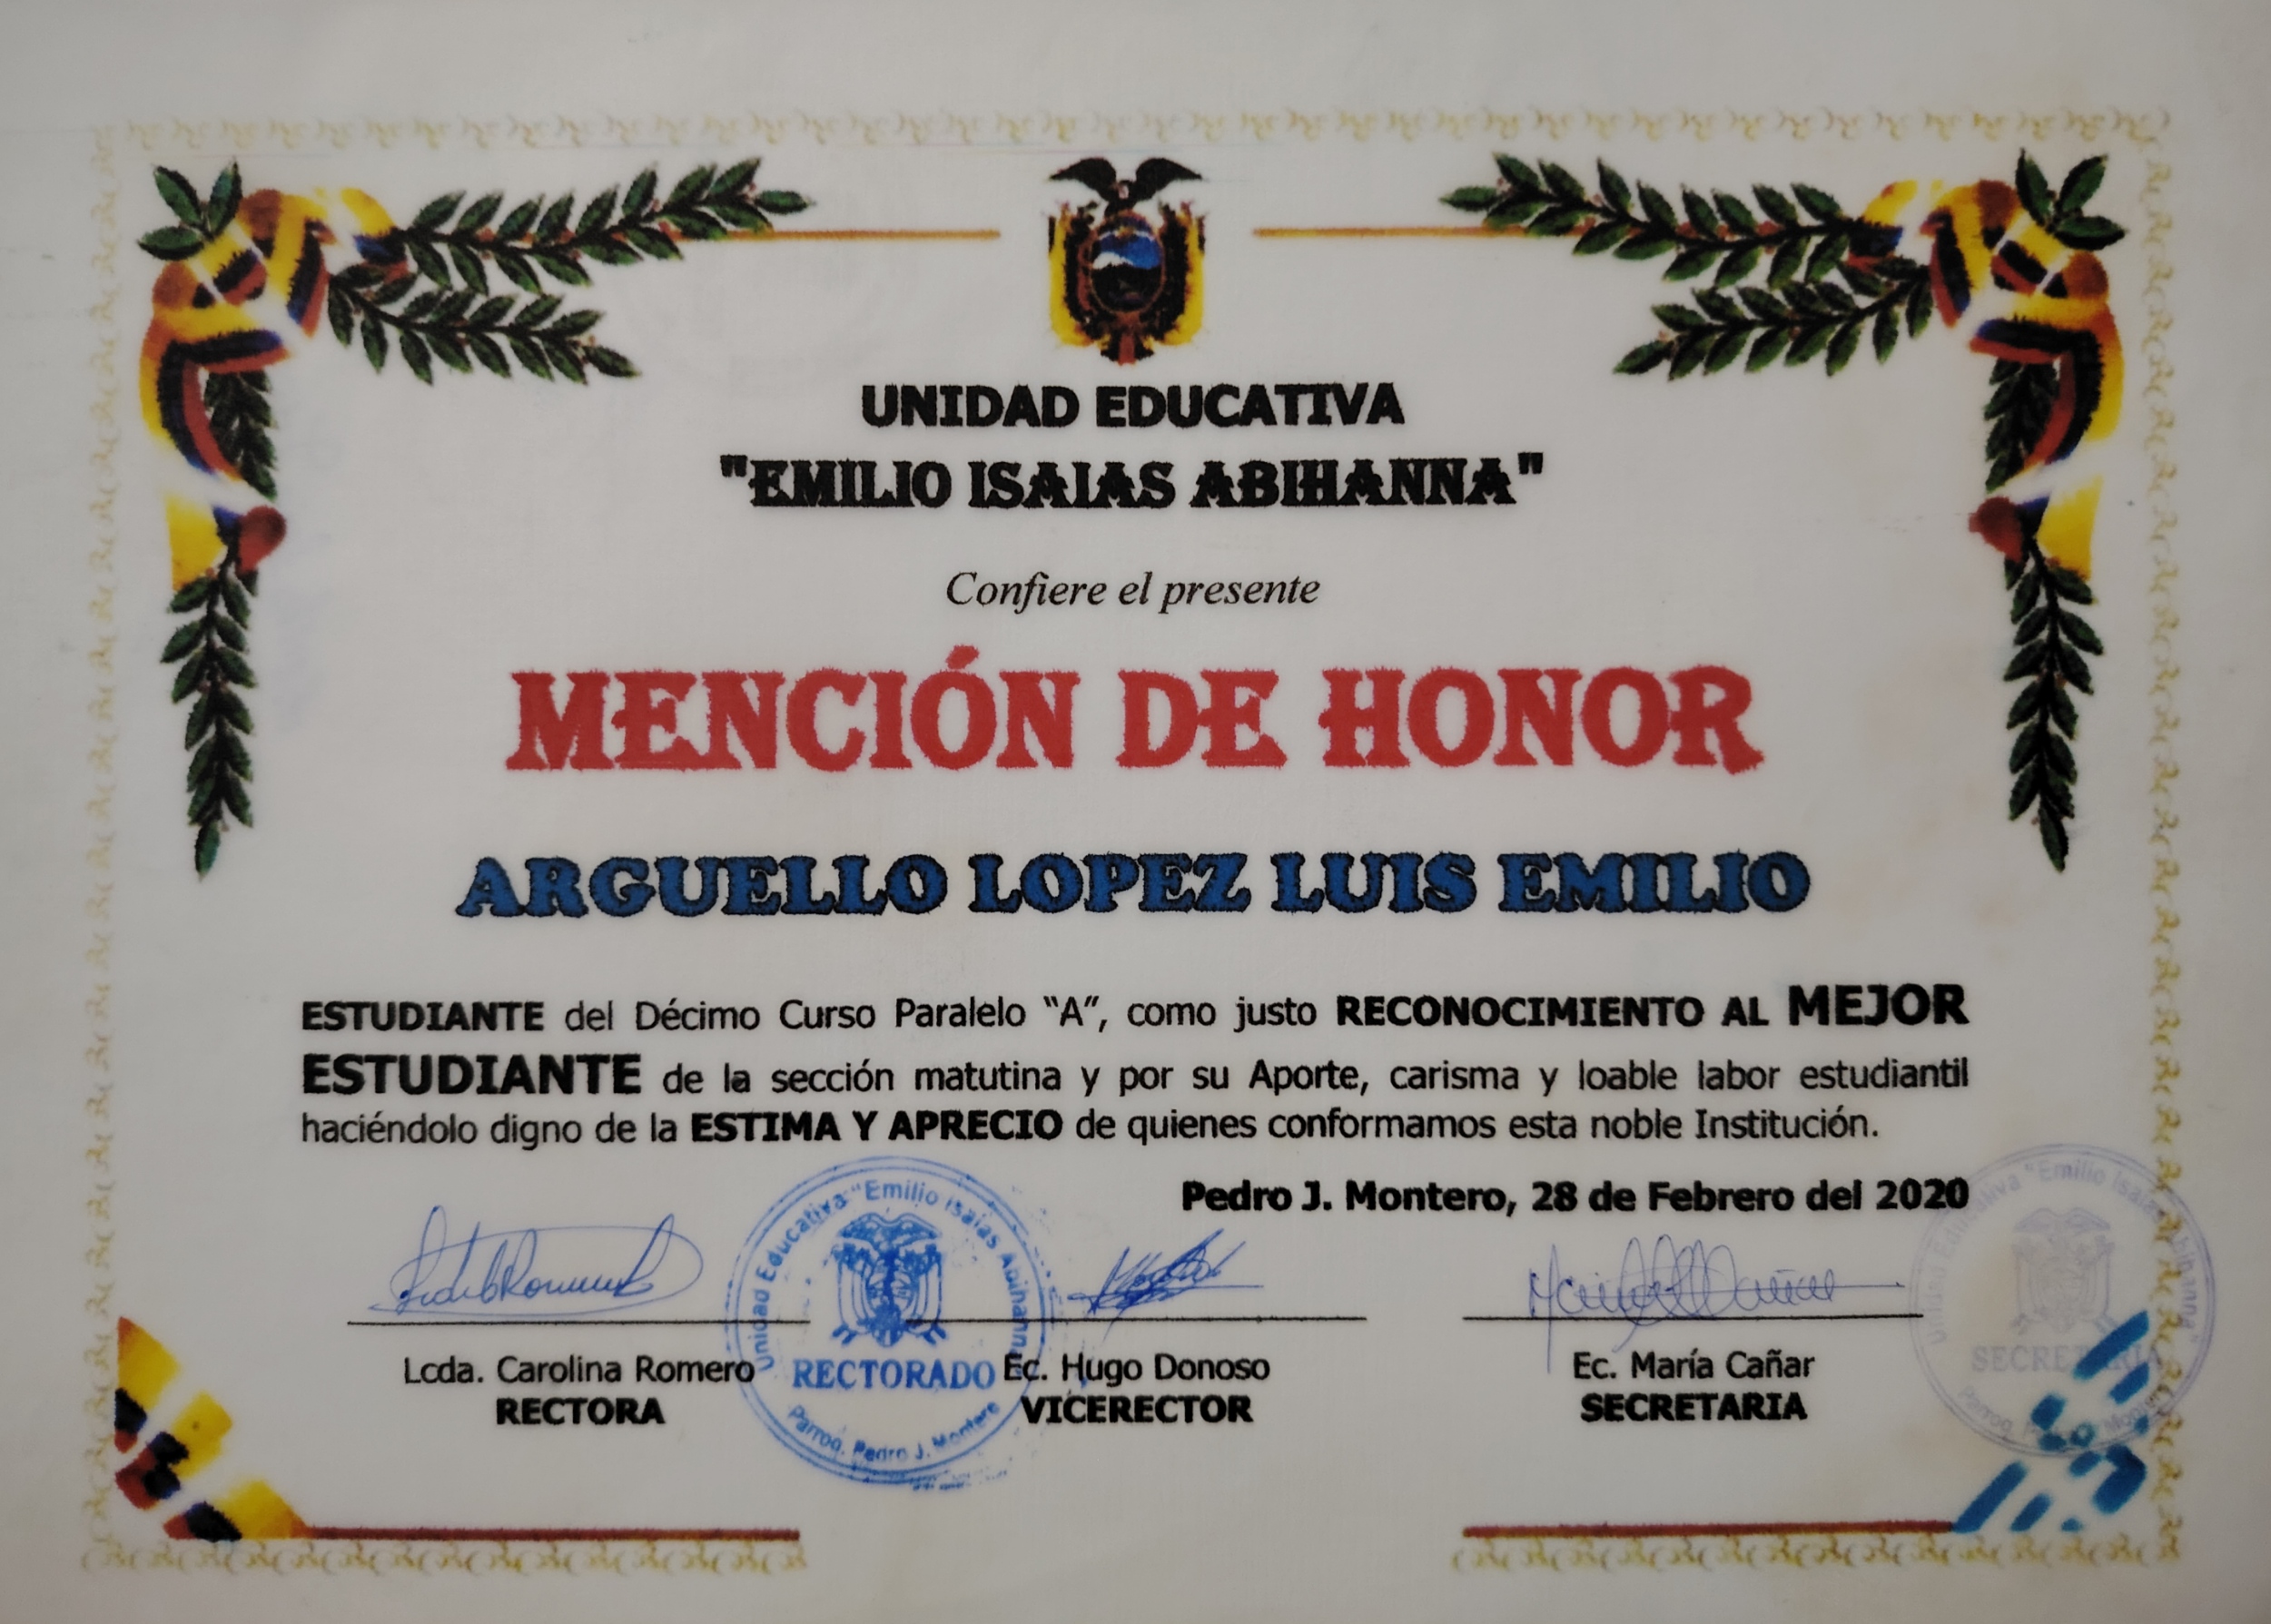 UNIDAD EDUCATIVA
"EMILIO ISAIAS ABIHANNA"
Confiere el presente
MENCIÓN DE HONOR
ARGUELLO LOPEZ LUIS EMILIO
ESTUDIANTE del Décimo Curso Paralelo “A”, como justo RECONOCIMIENTO AL MEJOR
ESTUDIANTE de la sección matutina y por su Aporte, carisma y loable labor estudiantil
haciéndolo digno de la ESTIMA Y APRECIO de quienes conformamos esta noble Institución.
Pedro J. Montero, 28 de Febrero del 2020
Unidad Educativa "Emilio Isaias Abihanna"
RECTORADO
Parroq. Pedro J. Montero
Unidad Educativa "Emilio Isaias Abihanna"
SECRETARIA
Lcda. Carolina Romero
RECTORA
Ec. Hugo Donoso
VICERECTOR
Ec. María Cañar
SECRETARIA